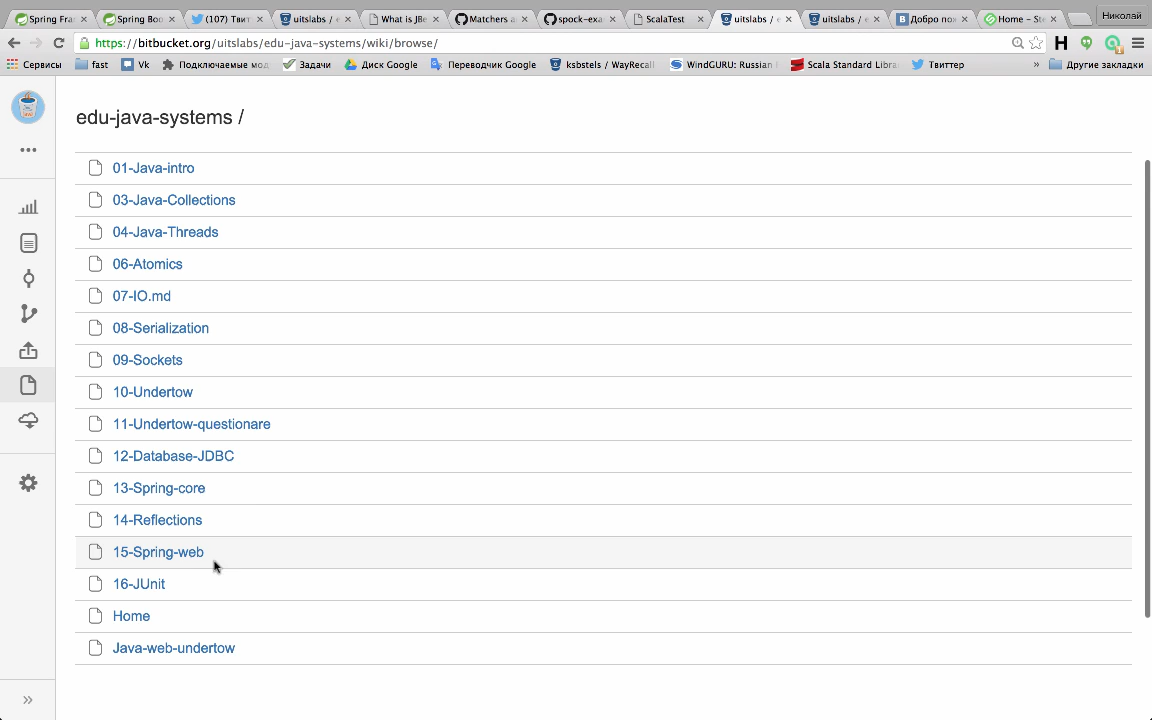 Spring Fra
Spring Boo
(107) Твит
uitslabs / e
What is JBe
Matchers a
spock-exa
ScalaTest
uitslabs / e
uitslabs / e
Добро пож
Home - Ste
Николай
https://bitbucket.org/uitslabs/edu-java-systems/wiki/browse/
Сервисы
fast
Vk
Подключаемые мод
Задачи
Диск Google
Переводчик Google
ksbstels / WayRecall
WindGURU: Russian
Scala Standard Libra
Твиттер
»
Другие закладки
edu-java-systems /
01-Java-intro
03-Java-Collections
04-Java-Threads
06-Atomics
07-IO.md
08-Serialization
09-Sockets
10-Undertow
11-Undertow-questionare
12-Database-JDBC
13-Spring-core
14-Reflections
15-Spring-web
16-JUnit
Home
Java-web-undertow